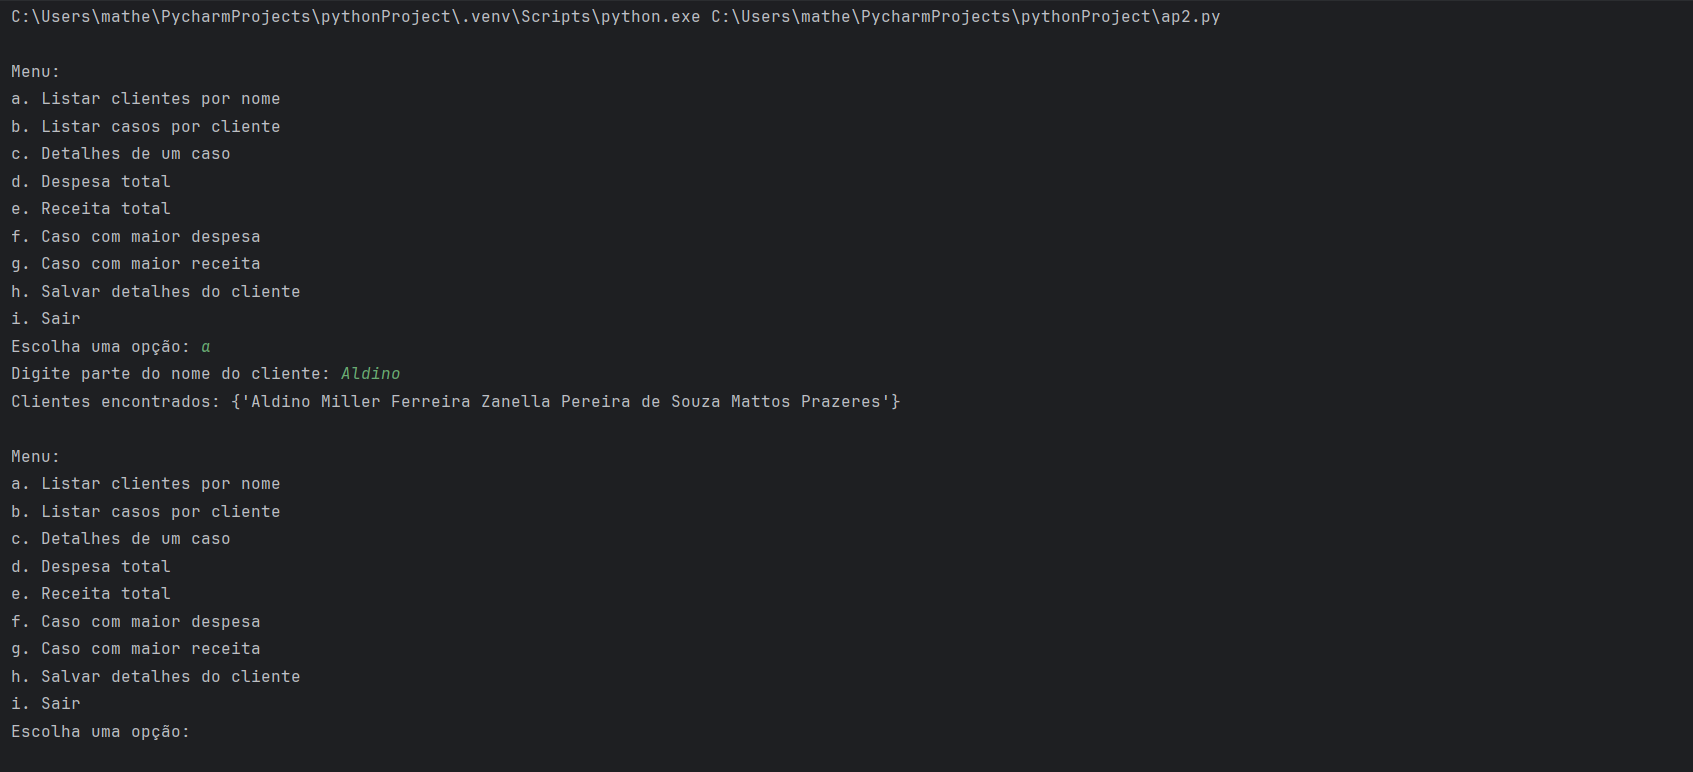 C:\Users\mathe\PycharmProjects\pythonProject\.venv\Scripts\python.exe C:\Users\mathe\PycharmProjects\pythonProject\ap2.py
Menu:
a. Listar clientes por nome
b. Listar casos por cliente
c. Detalhes de um caso
d. Despesa total
e. Receita total
f. Caso com maior despesa
g. Caso com maior receita
h. Salvar detalhes do cliente
i. Sair
Escolha uma opção: a
Digite parte do nome do cliente: Aldino
Clientes encontrados: {'Aldino Miller Ferreira Zanella Pereira de Souza Mattos Prazeres'}
Menu:
a. Listar clientes por nome
b. Listar casos por cliente
c. Detalhes de um caso
d. Despesa total
e. Receita total
f. Caso com maior despesa
g. Caso com maior receita
h. Salvar detalhes do cliente
i. Sair
Escolha uma opção: